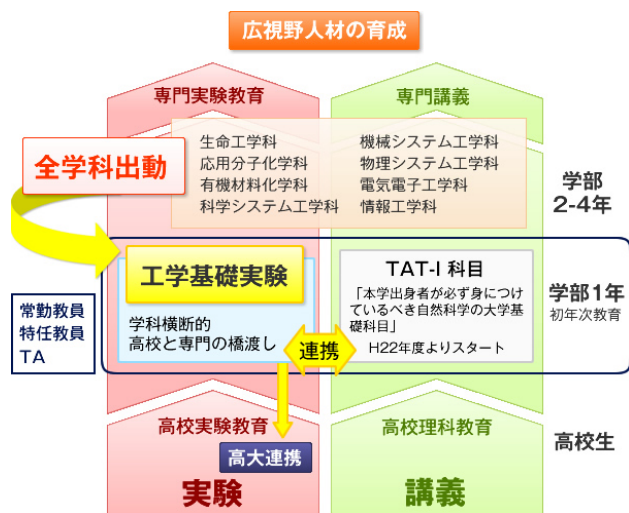 広視野人材の育成
専門実験教育
専門講義
全学科出動
生命工学科
応用分子化学科
有機材料化学科
科学システム工学科
機械システム工学科
物理システム工学科
電気電子工学科
情報工学科
学部
2-4年
工学基礎実験
学科横断的
高校と専門の橋渡し
連携
TAT-I 科目
「本学出身者が必ず身につけ
ているべき自然科学の大学基
礎科目」
H22年度よりスタート
学部1年
初年次教育
常勤教員
特任教員
TA
高校実験教育
高大連携
実験
高校理科教育
講義
高校生